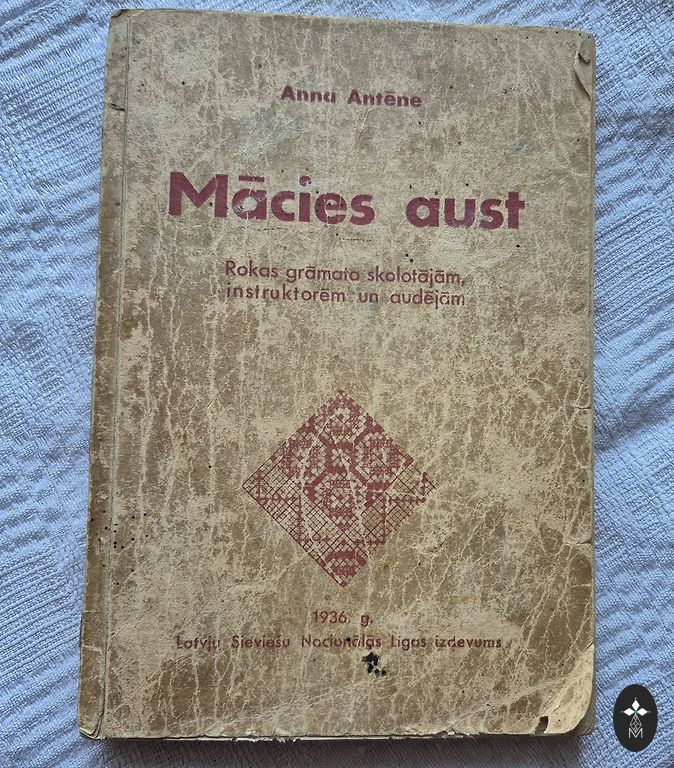 Anna Antēne
Mācies aust
Rokas grāmata skolotājām,
instruktorēm un audējām
1936. g.
Latvju Sieviešu Nacionālās Līgas izdevums
M